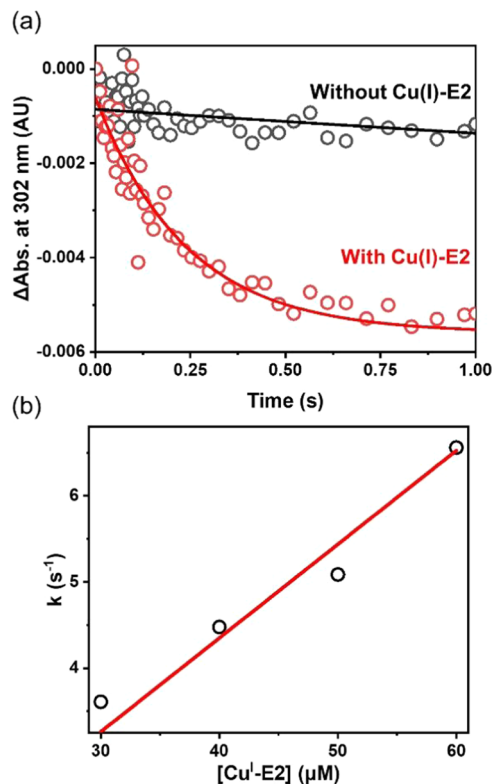 (a)
ΔAbs. at 302 nm (AU)
0.000
-0.002
-0.004
-0.006
Without Cu(I)-E2
With Cu(I)-E2
0.00 0.25 0.50 0.75 1.00
Time (s)
(b)
k (s⁻¹)
6
5
4
30 40 50 60
[Cuᴵ-E2] (µM)